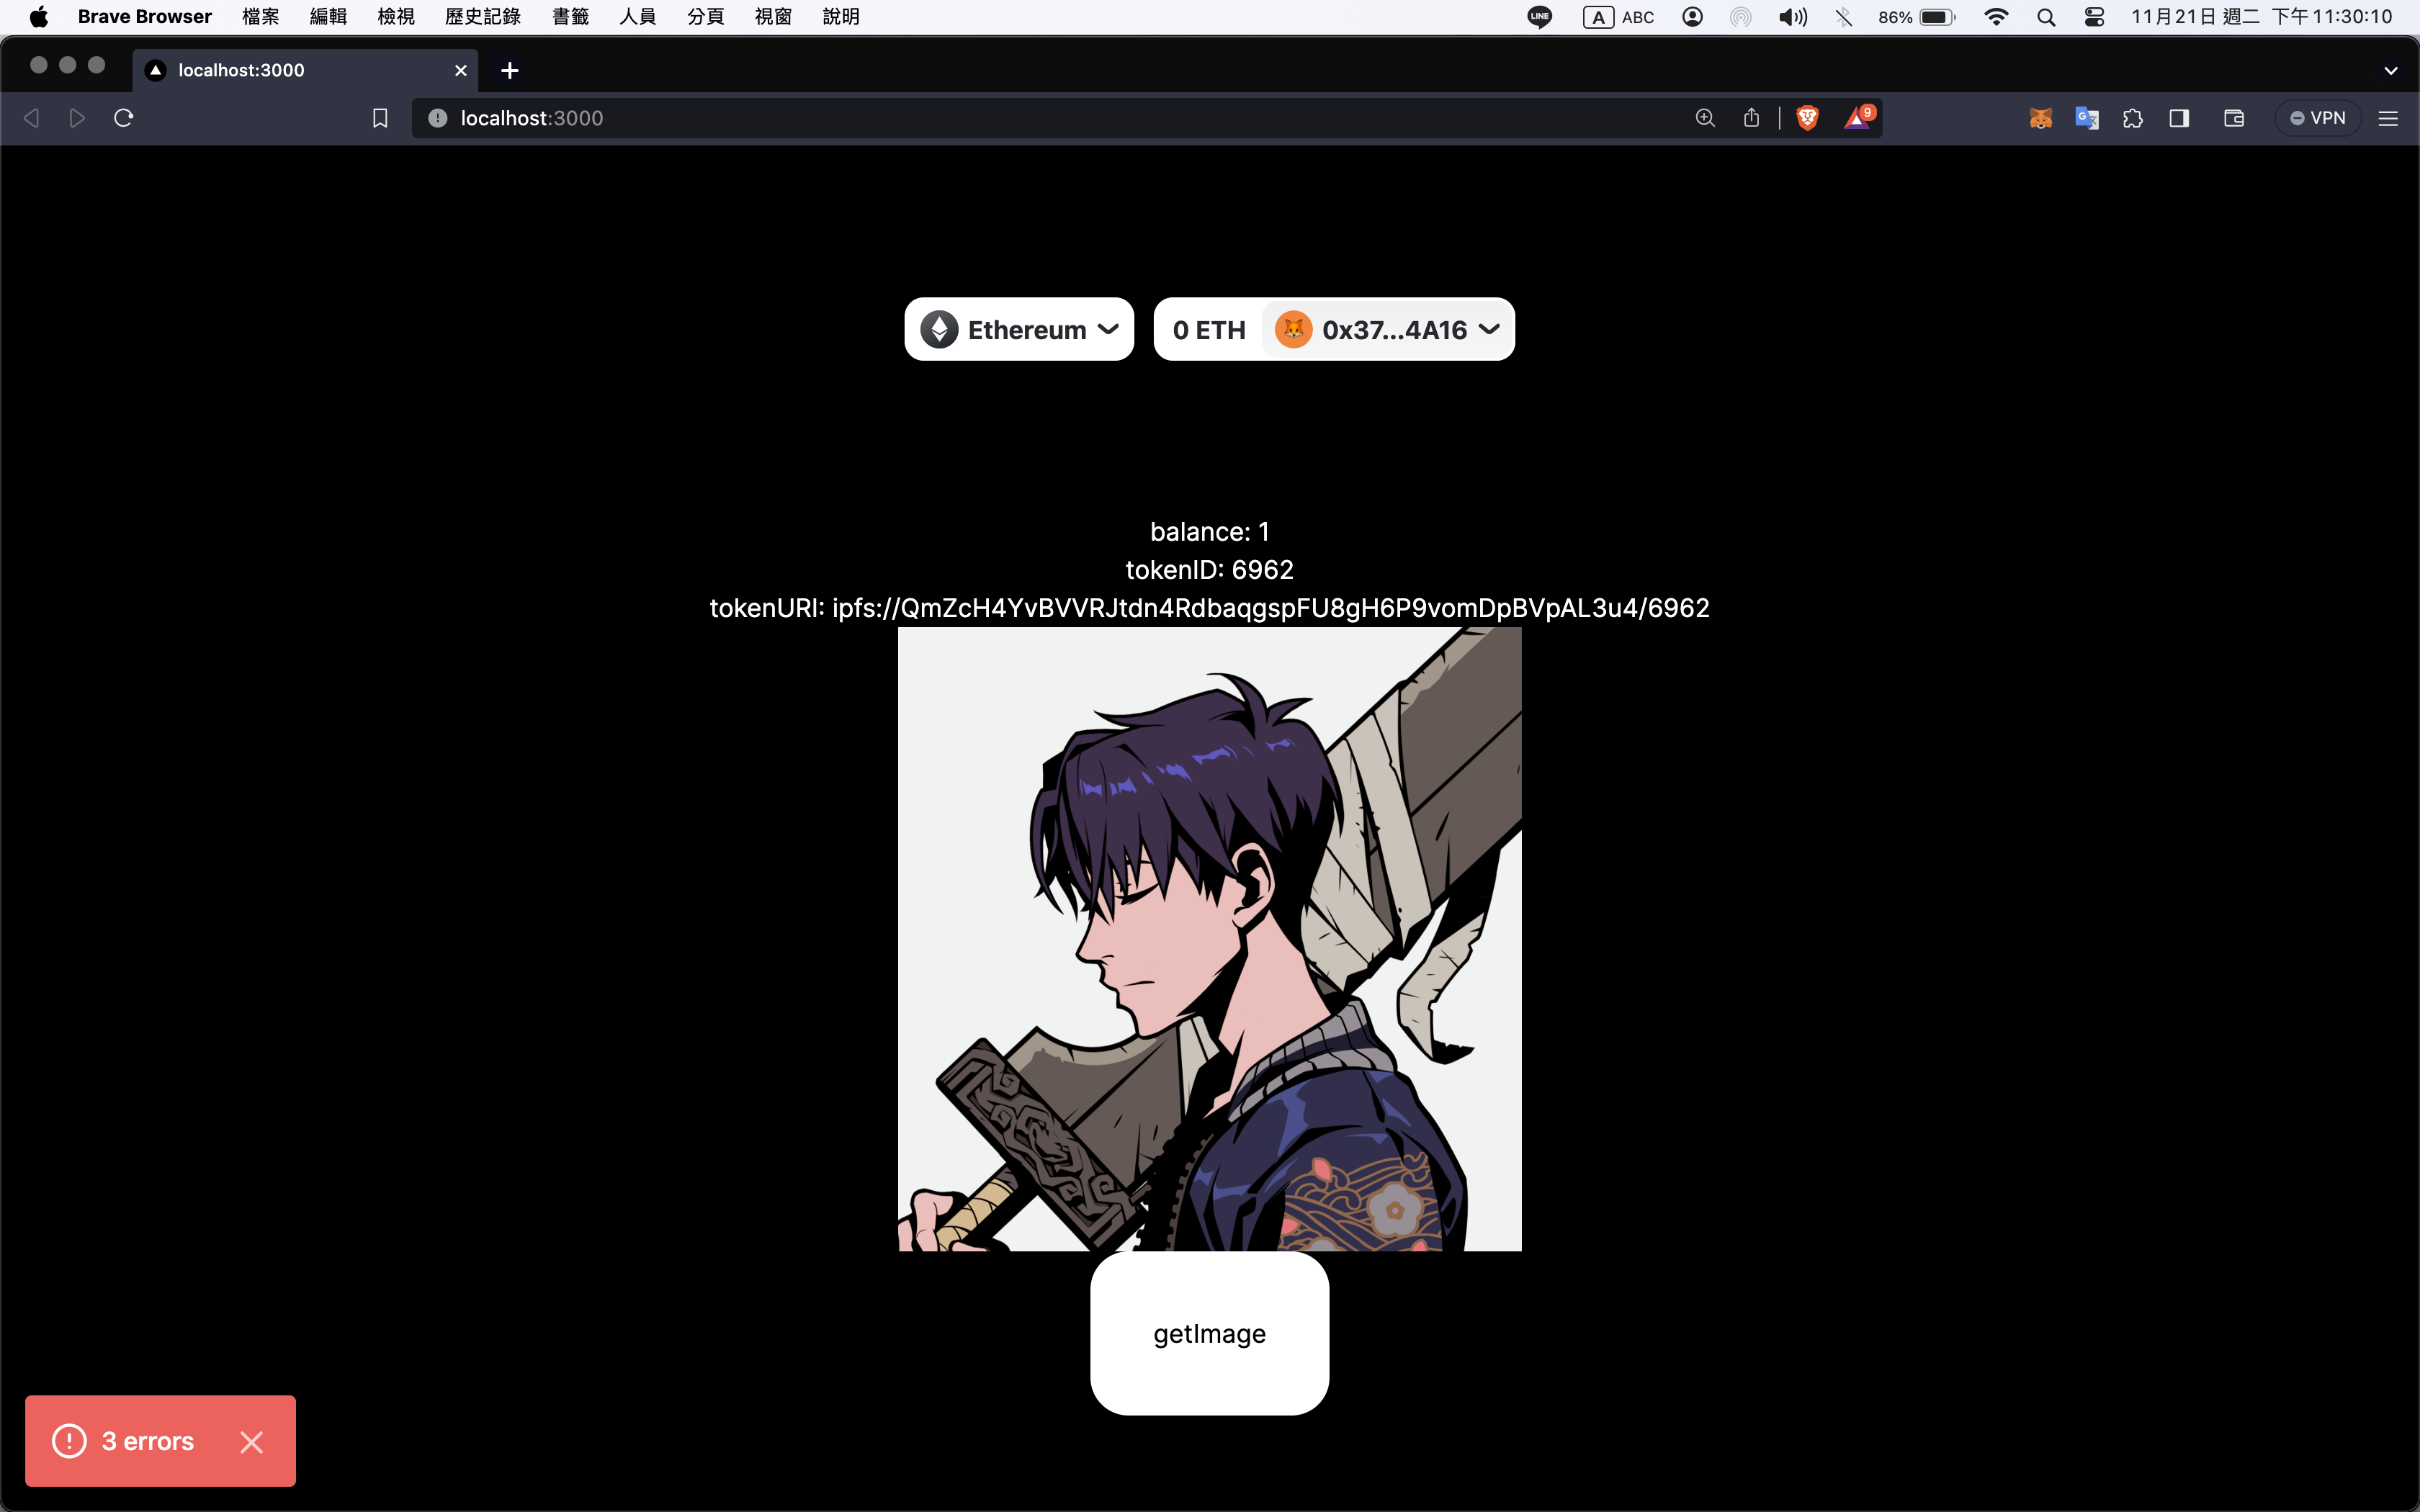 Brave Browser 檔案 編輯 檢視 歷史記錄 書籤 人員 分頁 視窗 說明 LINE A ABC 86% 11月21日 週二 下午11:30:10
localhost:3000
localhost:3000 9 VPN
Ethereum 0 ETH 0x37...4A16
balance: 1
tokenID: 6962
tokenURI: ipfs://QmZcH4YvBVVRJtdn4RdbaqgspFU8gH6P9vomDpBVpAL3u4/6962
getImage
3 errors